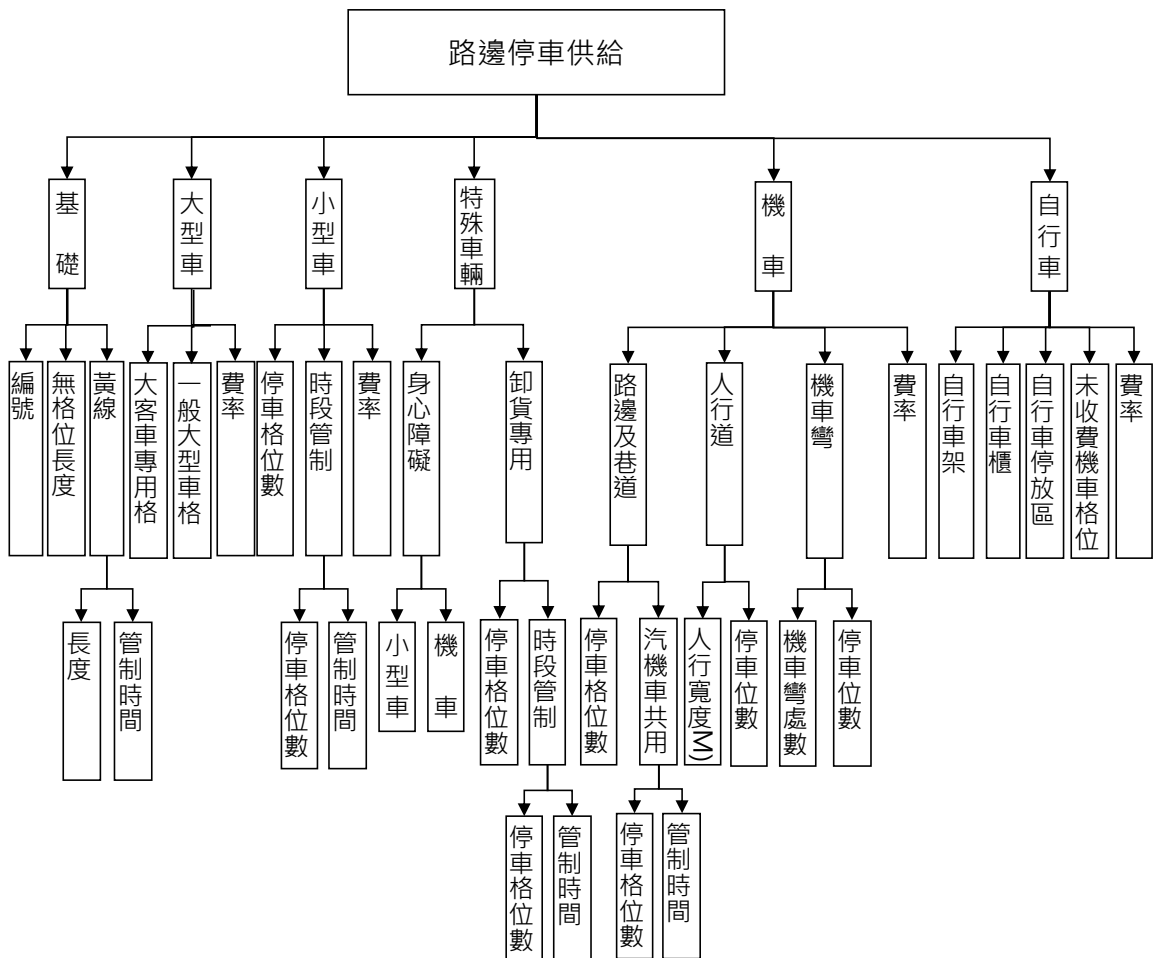 路邊停車供給
基礎
大型車
小型車
特殊車輛
機車
自行車
編號
無格位長度
黃線
大客車專用格
一般大型車格
費率
停車格位數
時段管制
費率
身心障礙
卸貨專用
路邊及巷道
人行道
機車彎
費率
自行車架
自行車櫃
自行車停放區
未收費機車格位
費率
長度
管制時間
停車格位數
管制時間
小型車
機車
停車格位數
時段管制
停車格位數
汽機車共用
人行寬度M)
停車位數
機車彎處數
停車位數
停車格位數
管制時間
停車格位數
管制時間